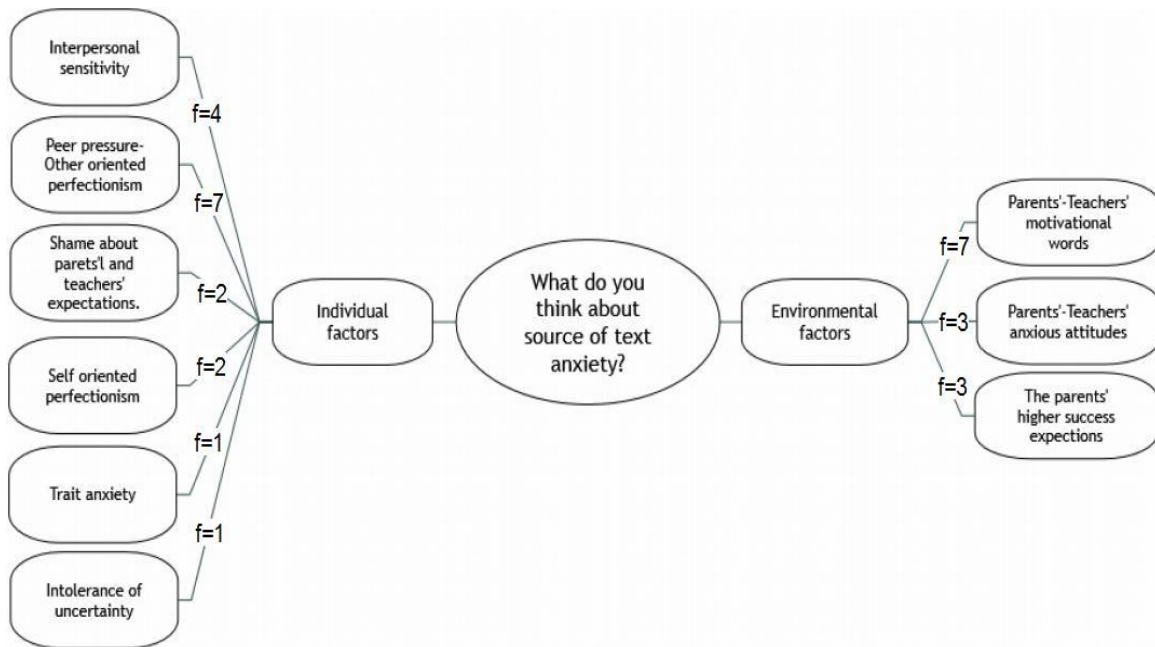 Interpersonal
sensitivity
f=4
Peer pressure-
Other oriented
perfectionism
f=7
Shame about
parets'l and
teachers'
expectations.
f=2
Self oriented
perfectionism
f=2
Trait anxiety
f=1
Intolerance of
uncertainty
f=1
Individual
factors
What do you
think about
source of text
anxiety?
Environmental
factors
f=7
Parents'-Teachers'
motivational
words
f=3
Parents'-Teachers'
anxious attitudes
f=3
The parents'
higher success
expections